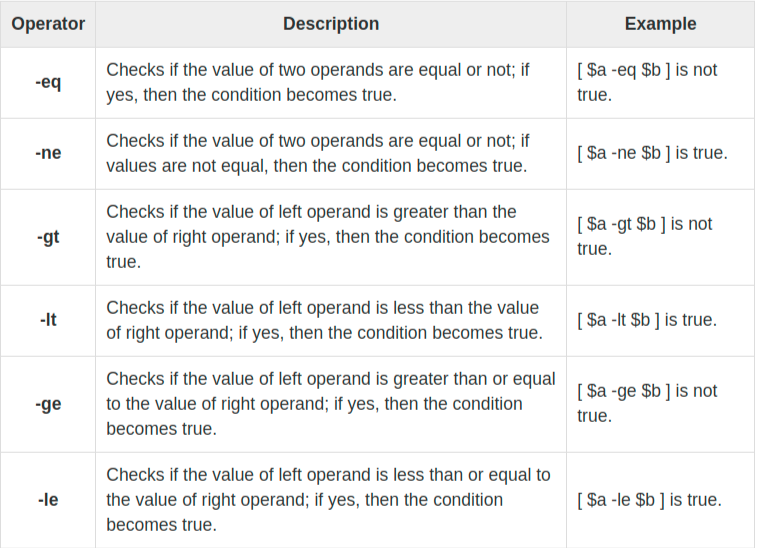 Operator Description Example
-eq
Checks if the value of two operands are equal or not; if
yes, then the condition becomes true.
[ $a -eq $b ] is not
true.
-ne
Checks if the value of two operands are equal or not; if
values are not equal, then the condition becomes true.
[ $a -ne $b ] is true.
-gt
Checks if the value of left operand is greater than the
value of right operand; if yes, then the condition becomes
true.
[ $a -gt $b ] is not
true.
-lt
Checks if the value of left operand is less than the value
of right operand; if yes, then the condition becomes true.
[ $a -lt $b ] is true.
-ge
Checks if the value of left operand is greater than or equal
to the value of right operand; if yes, then the condition
becomes true.
[ $a -ge $b ] is not
true.
-le
Checks if the value of left operand is less than or equal to
the value of right operand; if yes, then the condition
becomes true.
[ $a -le $b ] is true.